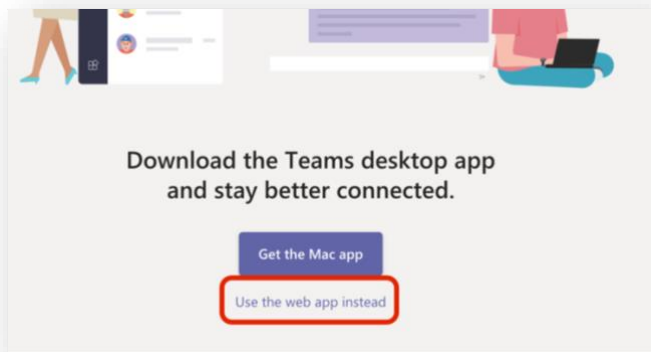 Download the Teams desktop app
and stay better connected.
Get the Mac app
Use the web app instead